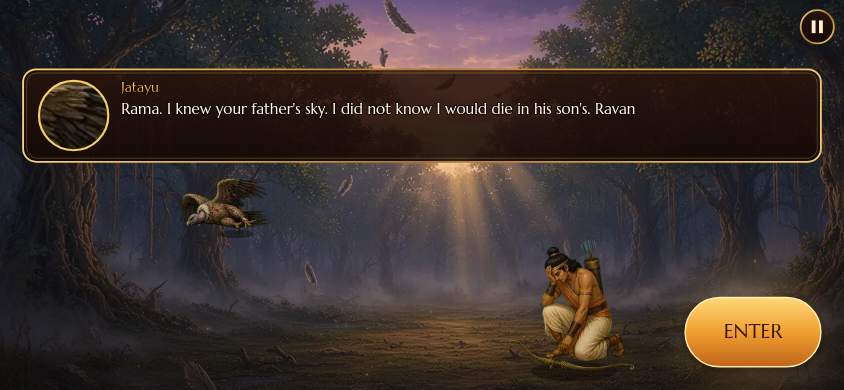 Jatayu
Rama. I knew your father's sky. I did not know I would die in his son's. Ravan
ENTER